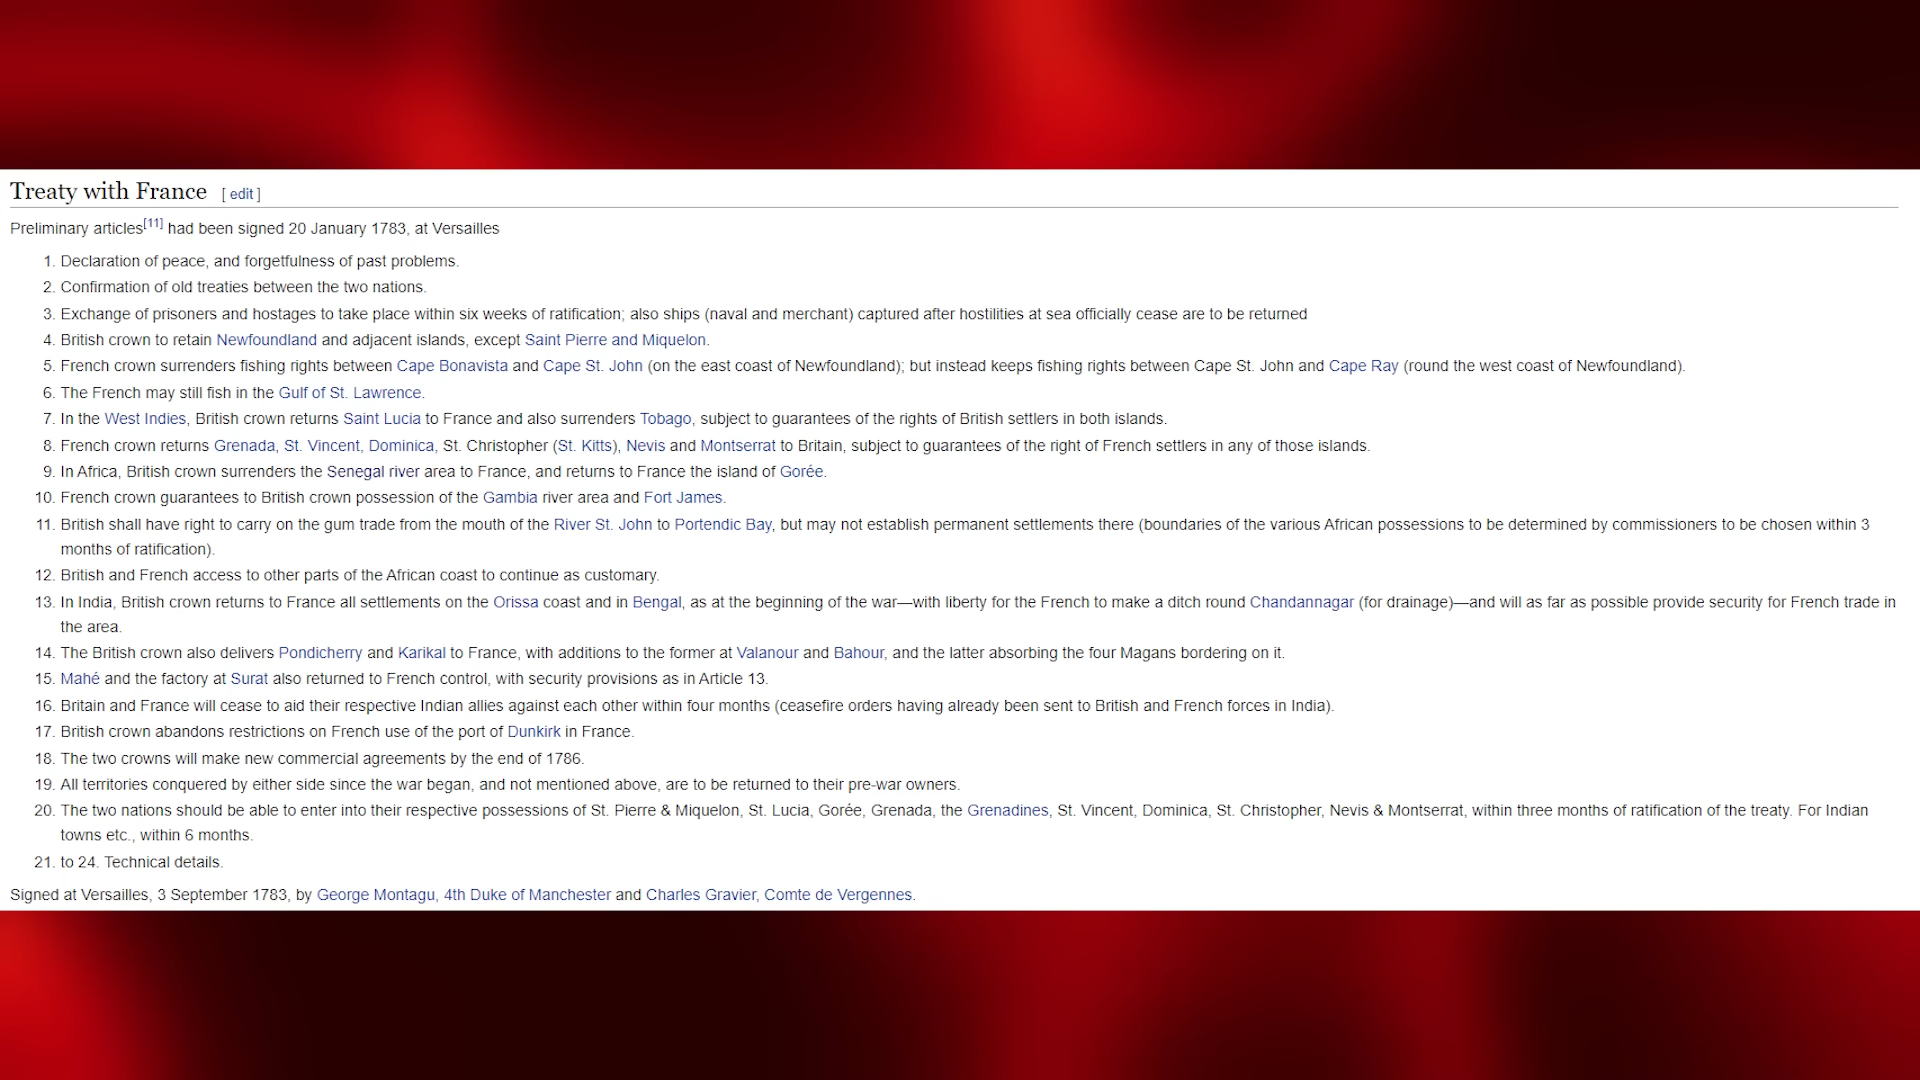 Treaty with France [ edit ]
Preliminary articles[11] had been signed 20 January 1783, at Versailles
1. Declaration of peace, and forgetfulness of past problems.
2. Confirmation of old treaties between the two nations.
3. Exchange of prisoners and hostages to take place within six weeks of ratification; also ships (naval and merchant) captured after hostilities at sea officially cease are to be returned
4. British crown to retain Newfoundland and adjacent islands, except Saint Pierre and Miquelon.
5. French crown surrenders fishing rights between Cape Bonavista and Cape St. John (on the east coast of Newfoundland); but instead keeps fishing rights between Cape St. John and Cape Ray (round the west coast of Newfoundland).
6. The French may still fish in the Gulf of St. Lawrence.
7. In the West Indies, British crown returns Saint Lucia to France and also surrenders Tobago, subject to guarantees of the rights of British settlers in both islands.
8. French crown returns Grenada, St. Vincent, Dominica, St. Christopher (St. Kitts), Nevis and Montserrat to Britain, subject to guarantees of the right of French settlers in any of those islands.
9. In Africa, British crown surrenders the Senegal river area to France, and returns to France the island of Gorée.
10. French crown guarantees to British crown possession of the Gambia river area and Fort James.
11. British shall have right to carry on the gum trade from the mouth of the River St. John to Portendic Bay, but may not establish permanent settlements there (boundaries of the various African possessions to be determined by commissioners to be chosen within 3
months of ratification).
12. British and French access to other parts of the African coast to continue as customary.
13. In India, British crown returns to France all settlements on the Orissa coast and in Bengal, as at the beginning of the war—with liberty for the French to make a ditch round Chandannagar (for drainage)—and will as far as possible provide security for French trade in
the area.
14. The British crown also delivers Pondicherry and Karikal to France, with additions to the former at Valanour and Bahour, and the latter absorbing the four Magans bordering on it.
15. Mahé and the factory at Surat also returned to French control, with security provisions as in Article 13.
16. Britain and France will cease to aid their respective Indian allies against each other within four months (ceasefire orders having already been sent to British and French forces in India).
17. British crown abandons restrictions on French use of the port of Dunkirk in France.
18. The two crowns will make new commercial agreements by the end of 1786.
19. All territories conquered by either side since the war began, and not mentioned above, are to be returned to their pre-war owners.
20. The two nations should be able to enter into their respective possessions of St. Pierre & Miquelon, St. Lucia, Gorée, Grenada, the Grenadines, St. Vincent, Dominica, St. Christopher, Nevis & Montserrat, within three months of ratification of the treaty. For Indian
towns etc., within 6 months.
21. to 24. Technical details.
Signed at Versailles, 3 September 1783, by George Montagu, 4th Duke of Manchester and Charles Gravier, Comte de Vergennes.